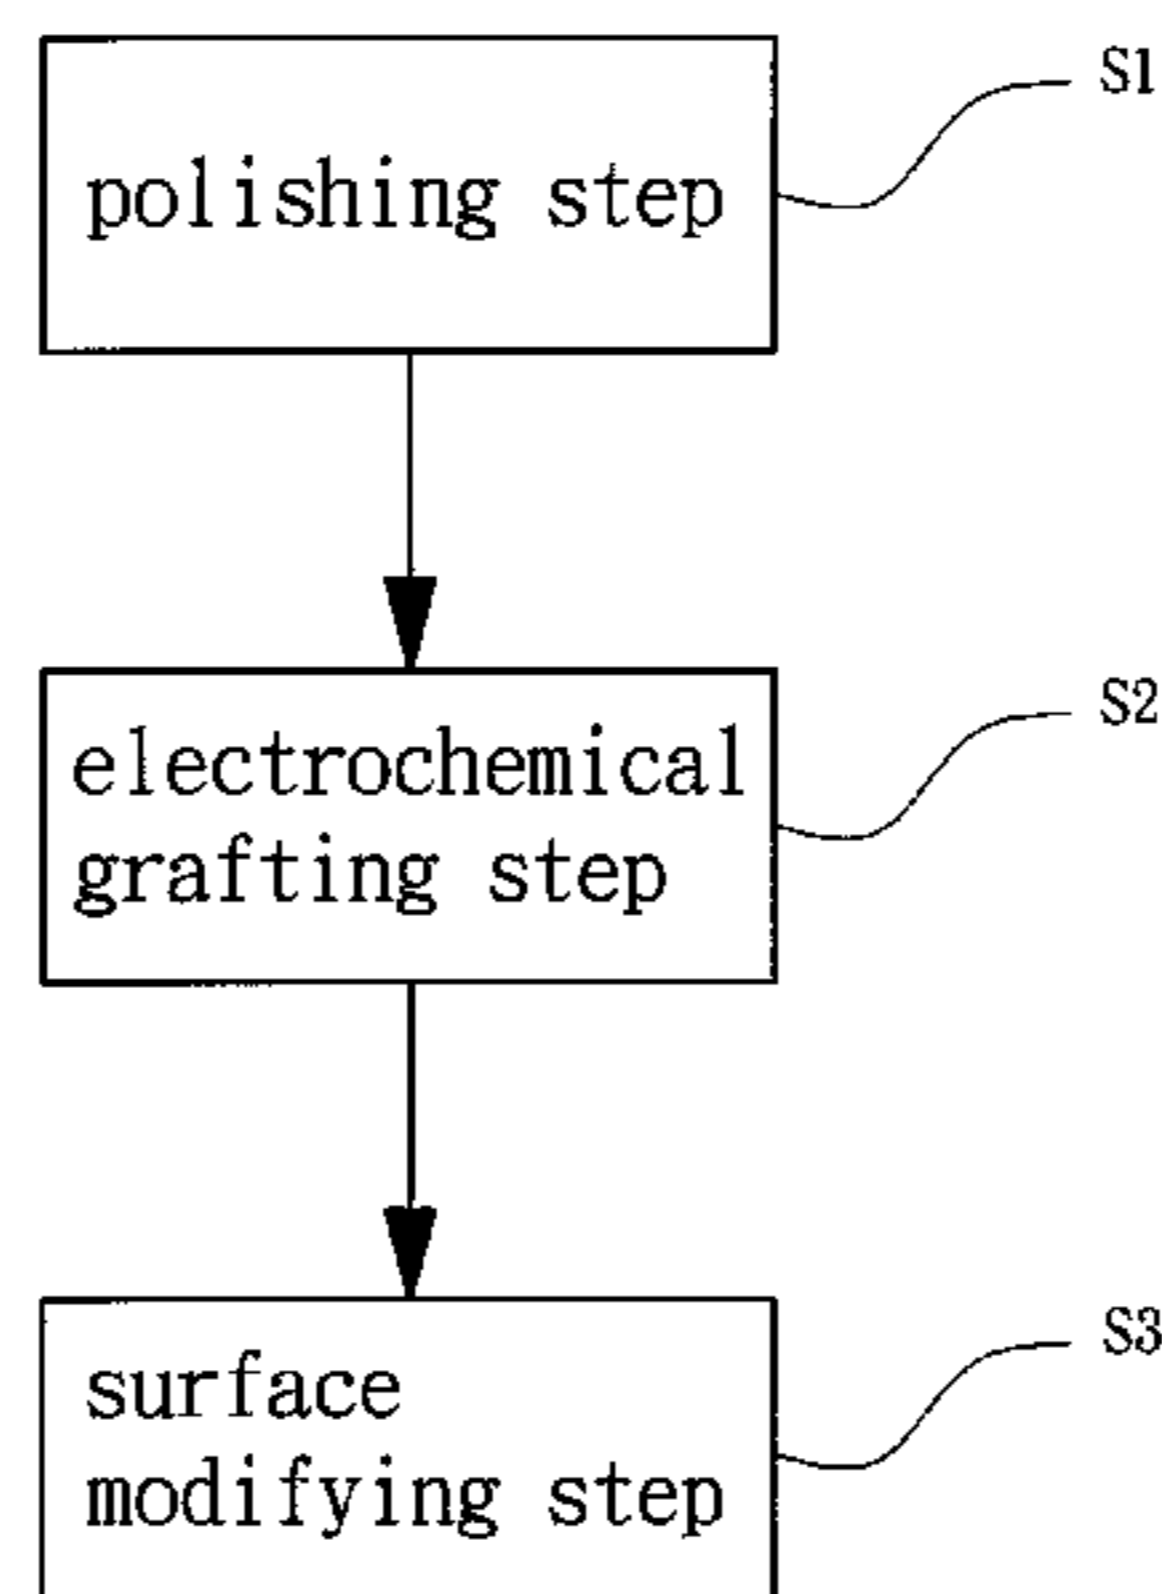 S1
polishing step
S2
electrochemical
grafting step
S3
surface
modifying step